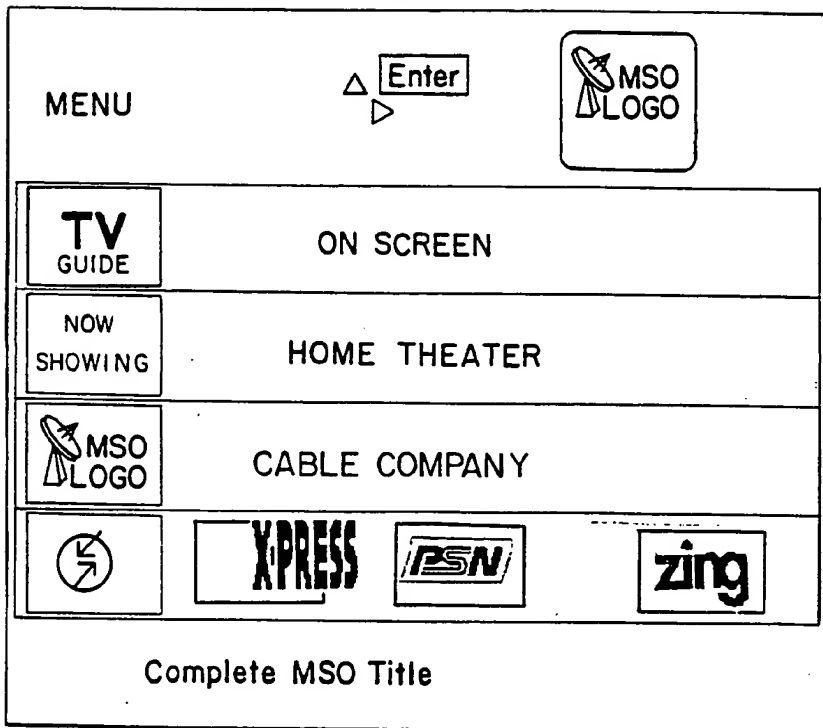 MENU
Enter
MSO
LOGO
TV
GUIDE
ON SCREEN
NOW
SHOWING
HOME THEATER
MSO
LOGO
CABLE COMPANY
X·PRESS
PSN
zing
Complete MSO Title